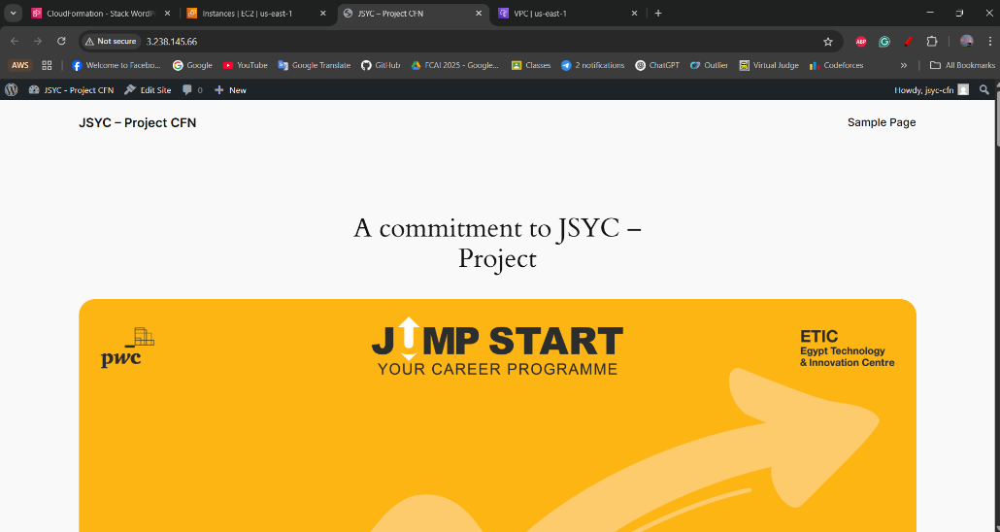 CloudFormation - Stack WordPr
Instances | EC2 | us-east-1
JSYC – Project CFN
VPC | us-east-1
Not secure
3.238.145.66
ABP
AWS
Welcome to Facebo...
Google
YouTube
Google Translate
GitHub
FCAI 2025 - Google...
Classes
2 notifications
ChatGPT
Outlier
Virtual Judge
Codeforces
»
All Bookmarks
JSYC - Project CFN
Edit Site
0
New
Howdy, jsyc-cfn
JSYC – Project CFN
Sample Page
A commitment to JSYC –
Project
pwc
JUMP START
YOUR CAREER PROGRAMME
ETIC
Egypt Technology
& Innovation Centre